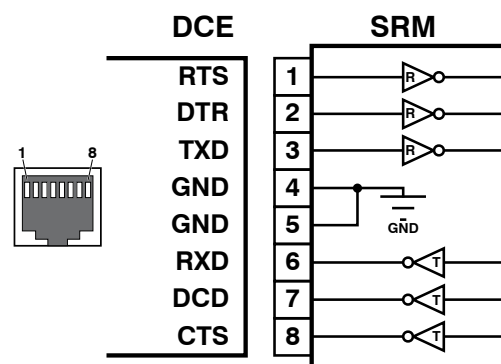 DCE SRM
RTS 1 R
DTR 2 R
1 8 TXD 3 R
GND 4
GND 5 GND
RXD 6 T
DCD 7 T
CTS 8 T